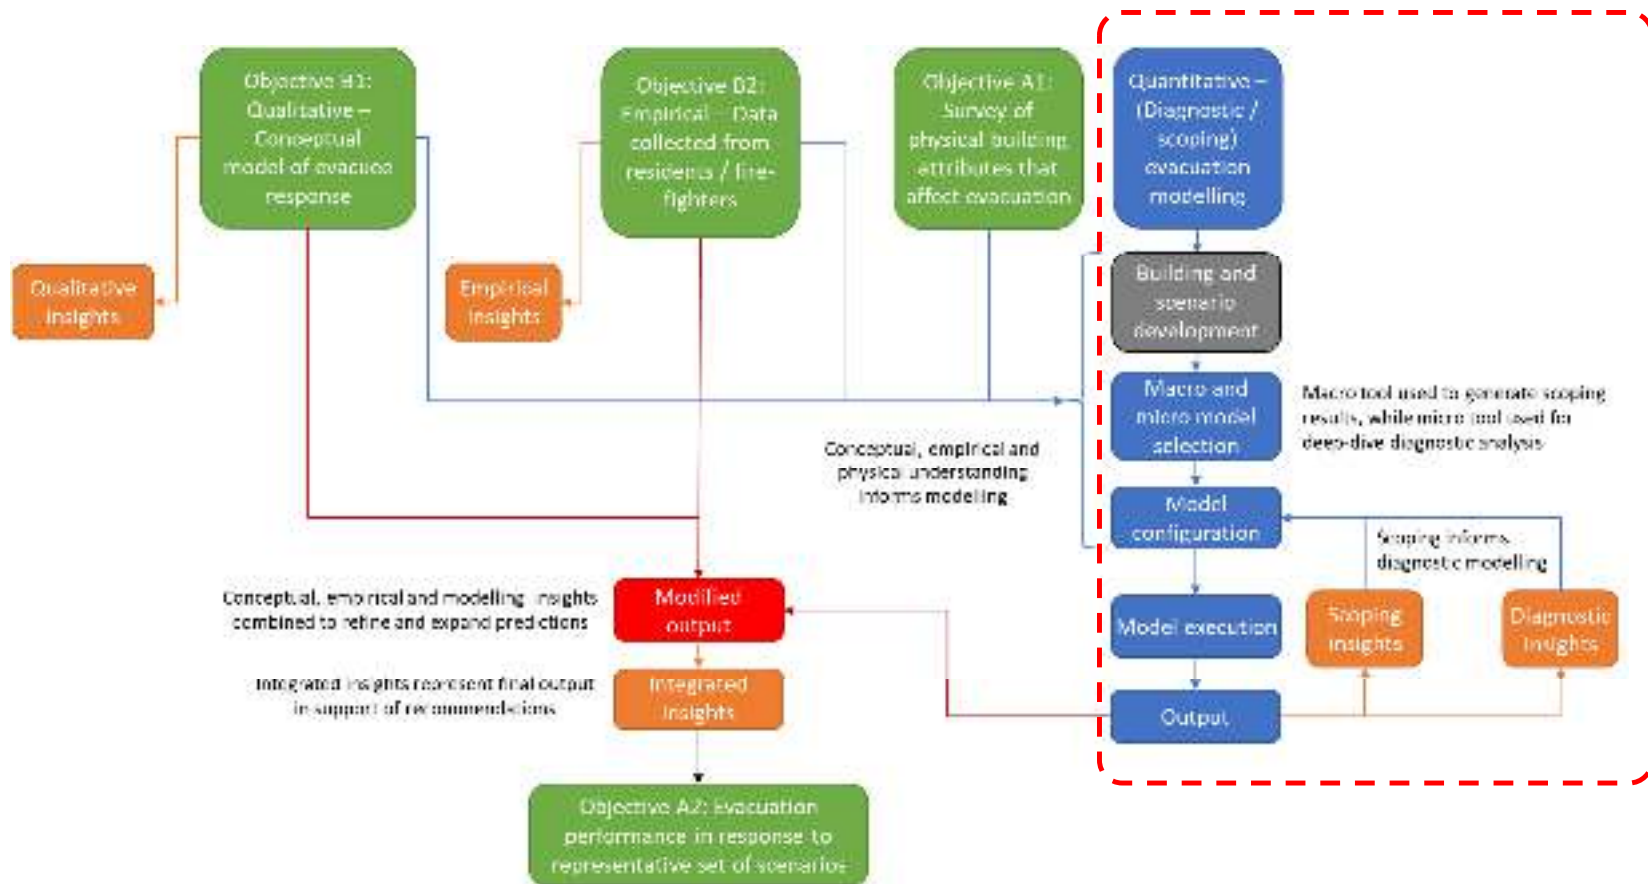 Objective B1:
Qualitative –
Conceptual
model of evacuee
response
Objective B2:
Empirical – Data
collected from
residents / fire-
fighters
Objective A1:
Survey of
physical building
attributes that
affect evacuation
Quantitative –
(Diagnostic /
scoping)
evacuation
modelling
Qualitative
insights
Empirical
insights
Building and
scenario
development
Macro and
micro model
selection
Macro tool used to generate scoping
results, while micro tool used for
deep-dive diagnostic analysis
Conceptual, empirical and
physical understanding
informs modelling
Model
configuration
Scoping informs
diagnostic modelling
Conceptual, empirical and modelling insights
combined to refine and expand predictions
Modified
output
Model execution
Scoping
insights
Diagnostic
insights
Integrated insights represent final output
in support of recommendations
Integrated
insights
Output
Objective A2: Evacuation
performance in response to
representative set of scenarios